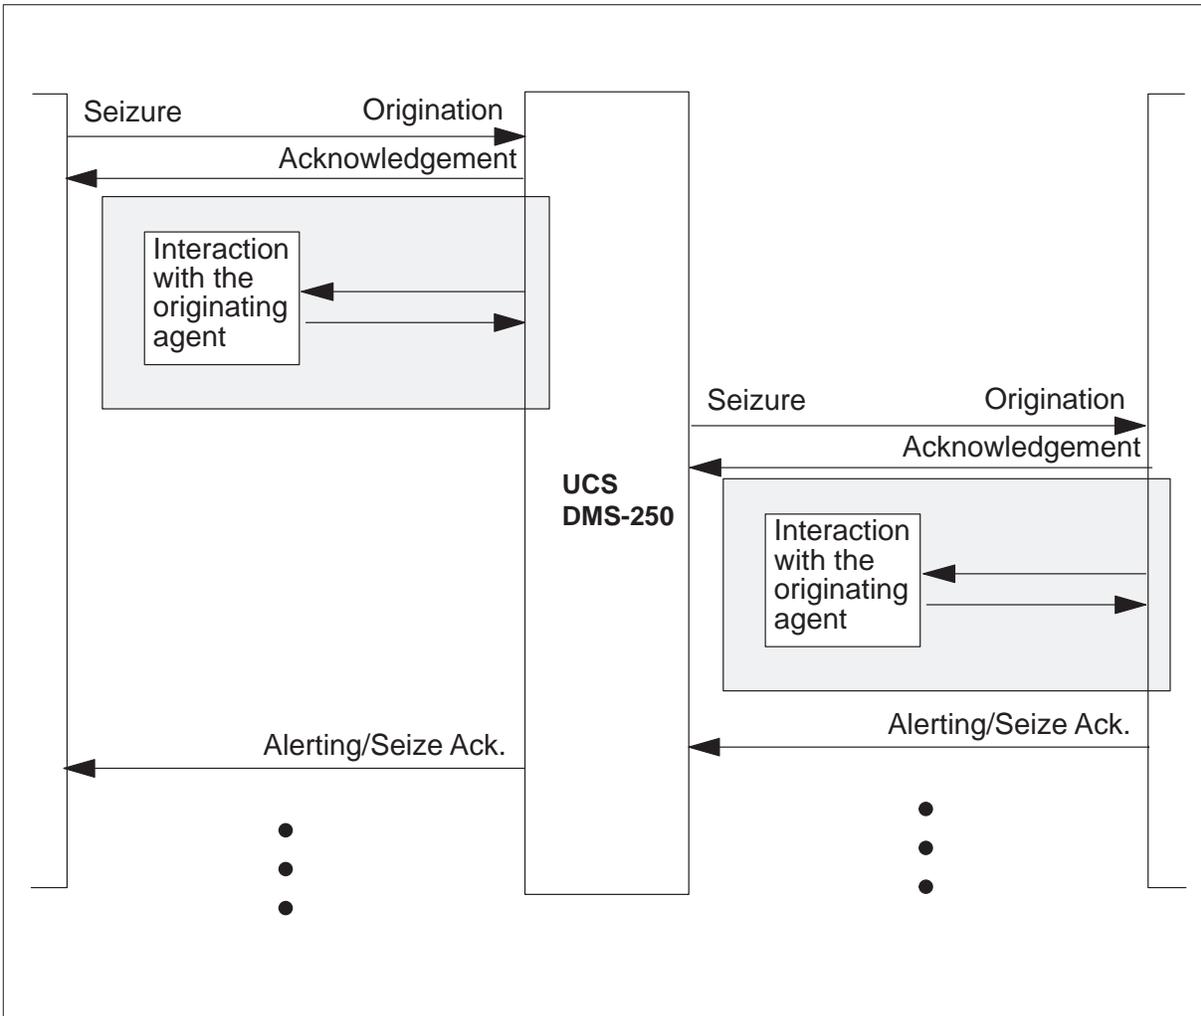 Seizure Origination
Acknowledgement
Interaction
with the
originating
agent
Seizure Origination
Acknowledgement
UCS
DMS-250
Interaction
with the
originating
agent
Alerting/Seize Ack.
Alerting/Seize Ack.